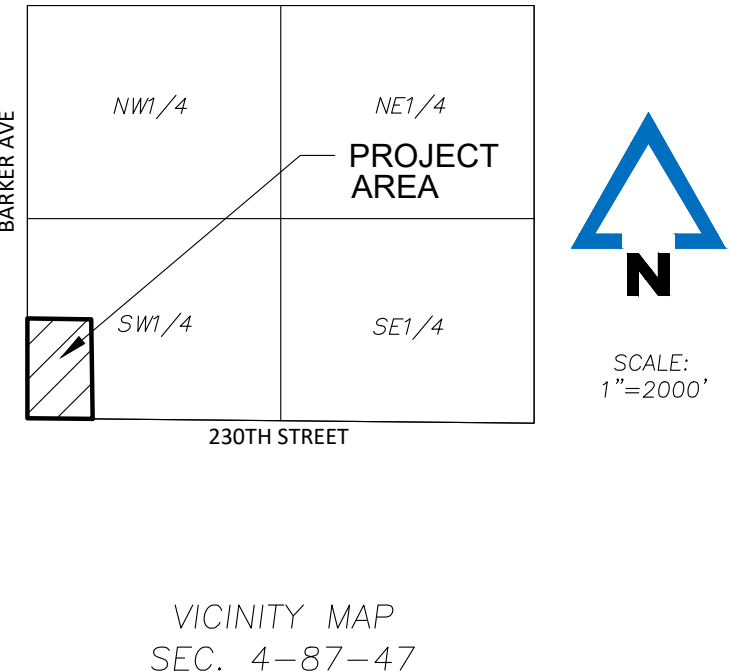 NW1/4
NE1/4
BARKER AVE
PROJECT
AREA
N
SW1/4
SE1/4
SCALE:
1"=2000'
230TH STREET
VICINITY MAP
SEC. 4-87-47